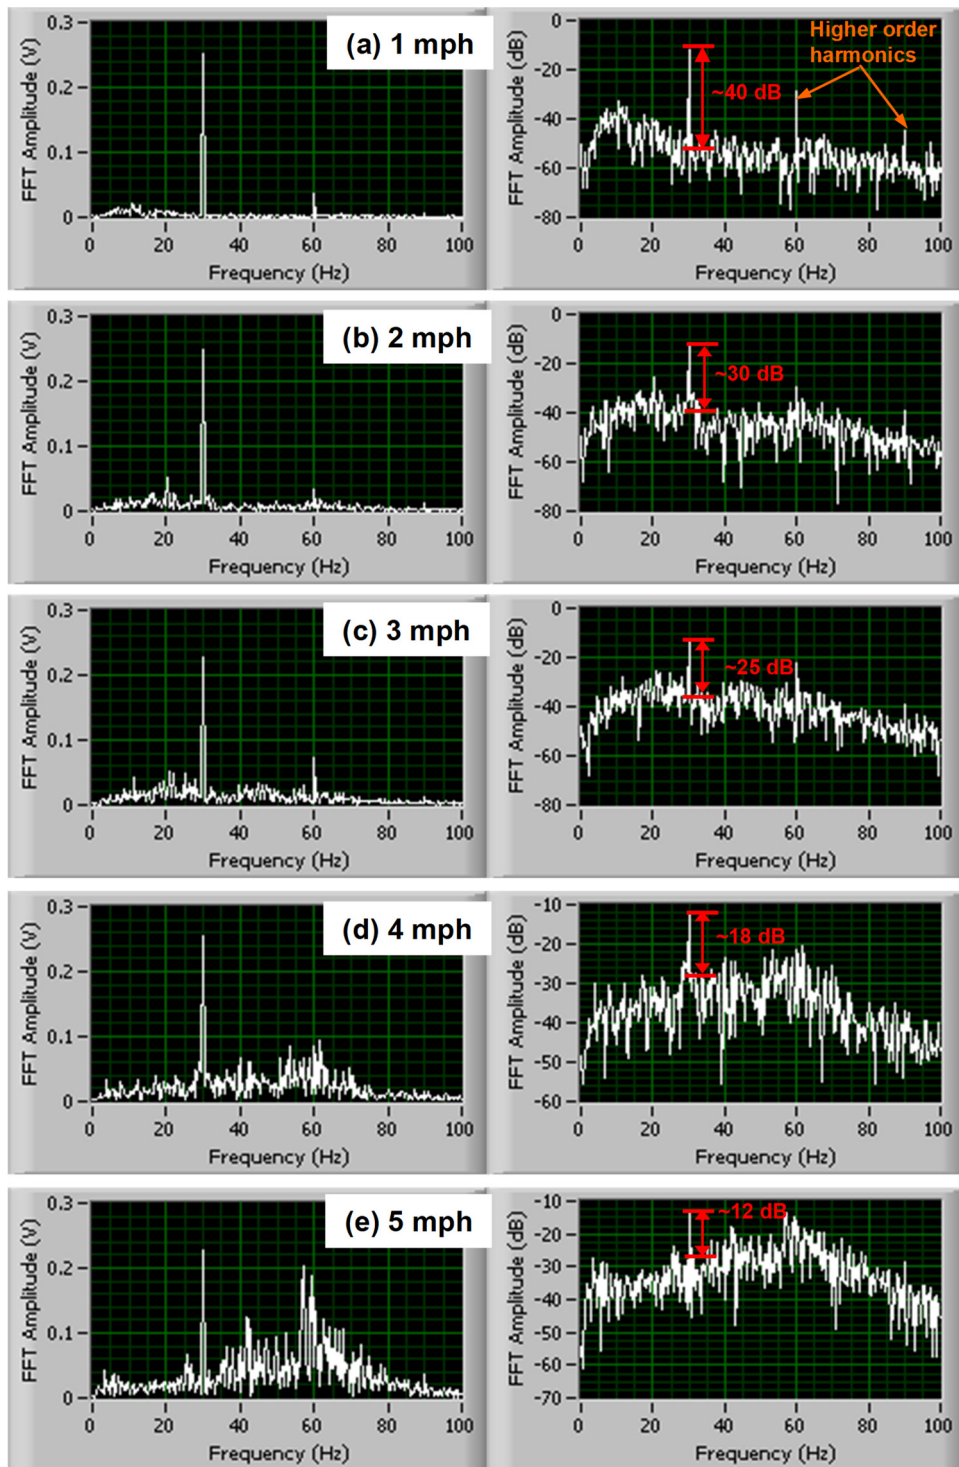 (a) 1 mph
FFT Amplitude (V)
0.3
0.2
0.1
0
0 20 40 60 80 100
Frequency (Hz)
FFT Amplitude (dB)
0
-20
-40
-60
-80
~40 dB
Higher order
harmonics
0 20 40 60 80 100
Frequency (Hz)
(b) 2 mph
FFT Amplitude (V)
0.3
0.2
0.1
0
0 20 40 60 80 100
Frequency (Hz)
FFT Amplitude (dB)
0
-20
-40
-60
-80
~30 dB
0 20 40 60 80 100
Frequency (Hz)
(c) 3 mph
FFT Amplitude (V)
0.3
0.2
0.1
0
0 20 40 60 80 100
Frequency (Hz)
FFT Amplitude (dB)
0
-20
-40
-60
-80
~25 dB
0 20 40 60 80 100
Frequency (Hz)
(d) 4 mph
FFT Amplitude (V)
0.3
0.2
0.1
0
0 20 40 60 80 100
Frequency (Hz)
FFT Amplitude (dB)
-10
-20
-30
-40
-50
-60
~18 dB
0 20 40 60 80 100
Frequency (Hz)
(e) 5 mph
FFT Amplitude (V)
0.3
0.2
0.1
0
0 20 40 60 80 100
Frequency (Hz)
FFT Amplitude (dB)
-10
-20
-30
-40
-50
-60
-70
~12 dB
0 20 40 60 80 100
Frequency (Hz)